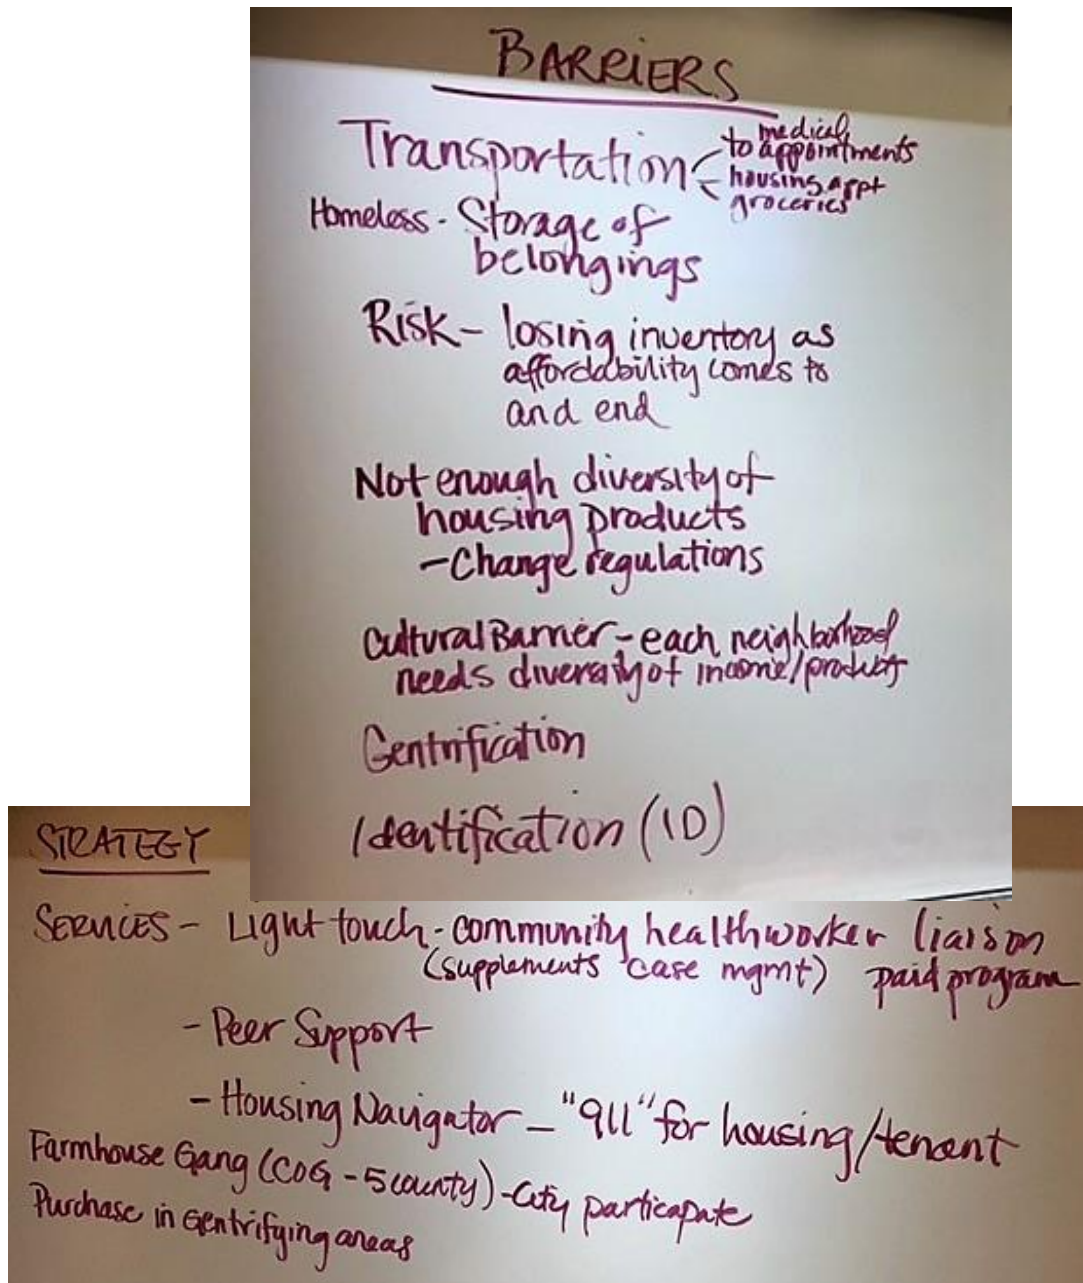 BARRIERS
Transportation < to medical appointments
housing appt
groceries
Homeless - Storage of
belongings
Risk - losing inventory as
affordability comes to
and end
Not enough diversity of
housing products
- Change regulations
Cultural Barrier - each neighborhood
needs diversity of income/products
Gentrification
Identification (ID)
STRATEGY
SERVICES - Light touch - community healthworker liaison
(supplements case mgmt) paid program
- Peer Support
- Housing Navigator - "911" for housing/tenant
Farmhouse Gang (COG - 5 county) - City particapate
Purchase in Gentrifying areas